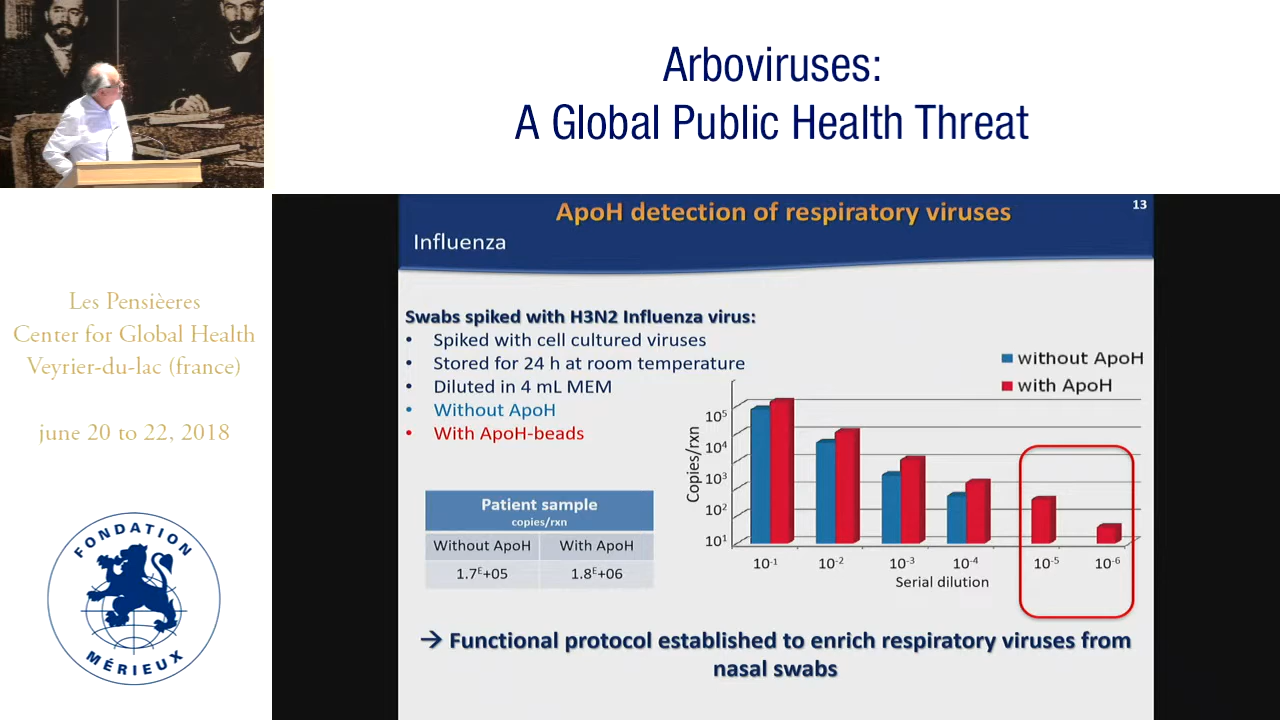 Arboviruses:
A Global Public Health Threat
Les Pensièeres
Center for Global Health
Veyrier-du-lac (france)
june 20 to 22, 2018
FONDATION
MÉRIEUX
ApoH detection of respiratory viruses
13
Influenza
Swabs spiked with H3N2 Influenza virus:
• Spiked with cell cultured viruses
• Stored for 24 h at room temperature
• Diluted in 4 mL MEM
• Without ApoH
• With ApoH-beads
Patient sample
copies/rxn
Without ApoH With ApoH
1.7ᴱ+05 1.8ᴱ+06
without ApoH
with ApoH
Copies/rxn
10⁵
10⁴
10³
10²
10¹
10⁻¹ 10⁻² 10⁻³ 10⁻⁴ 10⁻⁵ 10⁻⁶
Serial dilution
→ Functional protocol established to enrich respiratory viruses from
nasal swabs